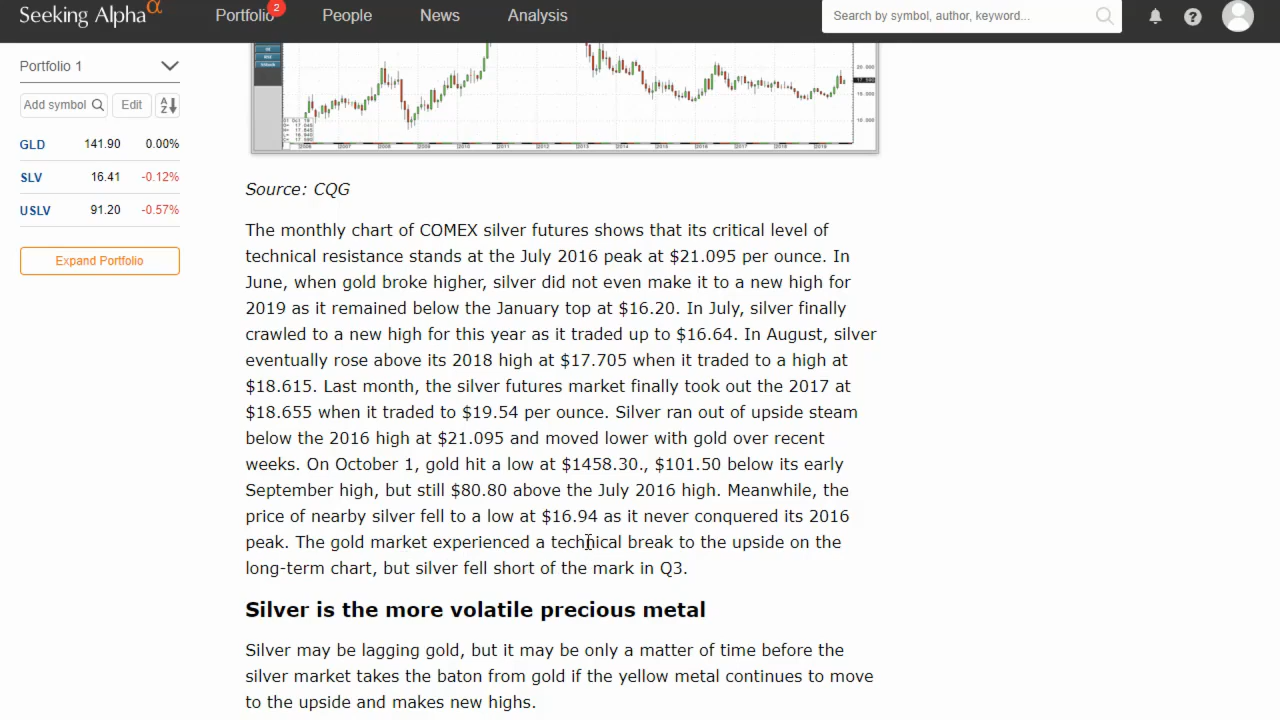 Seeking Alpha α
Portfolio 2 People News Analysis
Search by symbol, author, keyword...
Portfolio 1
Add symbol Edit A Z
GLD 141.90 0.00%
SLV 16.41 -0.12%
USLV 91.20 -0.57%
Expand Portfolio
2006 2007 2008 2009 2010 2011 2012 2013 2014 2015 2016 2017 2018 2019
Source: CQG
The monthly chart of COMEX silver futures shows that its critical level of
technical resistance stands at the July 2016 peak at $21.095 per ounce. In
June, when gold broke higher, silver did not even make it to a new high for
2019 as it remained below the January top at $16.20. In July, silver finally
crawled to a new high for this year as it traded up to $16.64. In August, silver
eventually rose above its 2018 high at $17.705 when it traded to a high at
$18.615. Last month, the silver futures market finally took out the 2017 at
$18.655 when it traded to $19.54 per ounce. Silver ran out of upside steam
below the 2016 high at $21.095 and moved lower with gold over recent
weeks. On October 1, gold hit a low at $1458.30., $101.50 below its early
September high, but still $80.80 above the July 2016 high. Meanwhile, the
price of nearby silver fell to a low at $16.94 as it never conquered its 2016
peak. The gold market experienced a technical break to the upside on the
long-term chart, but silver fell short of the mark in Q3.
Silver is the more volatile precious metal
Silver may be lagging gold, but it may be only a matter of time before the
silver market takes the baton from gold if the yellow metal continues to move
to the upside and makes new highs.